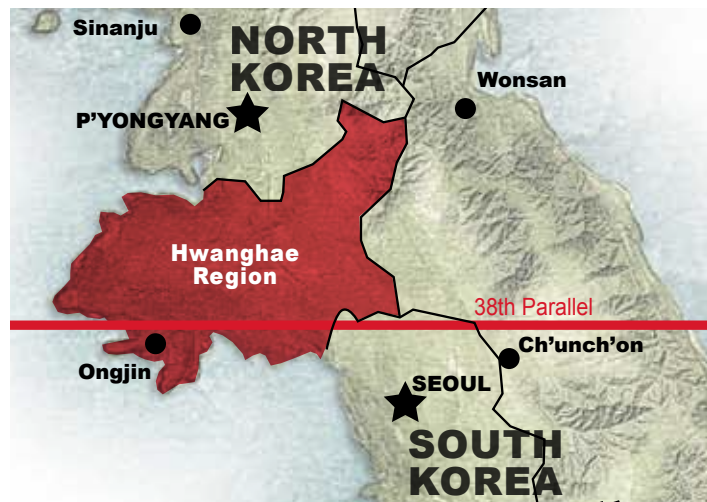 Sinanju
NORTH
KOREA
Wonsan
P'YONGYANG
Hwanghae
Region
38th Parallel
Ch'unch'on
Ongjin
SEOUL
SOUTH
KOREA